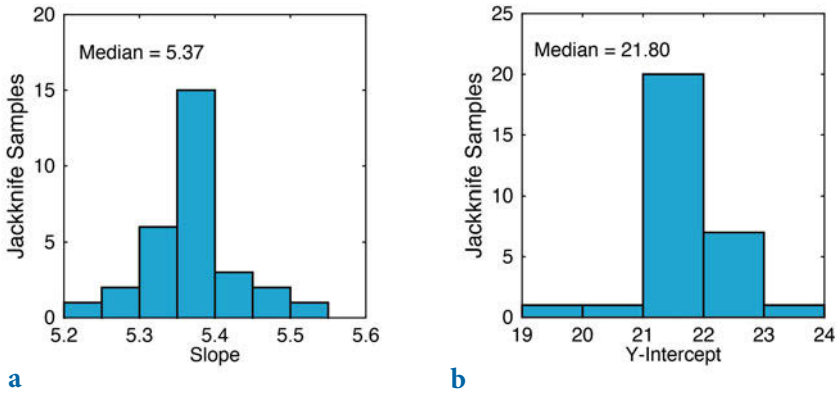 20
15
10
5
0
Jackknife Samples
Median = 5.37
5.2 5.3 5.4 5.5 5.6
Slope
a
25
20
15
10
5
0
Jackknife Samples
Median = 21.80
19 20 21 22 23 24
Y-Intercept
b